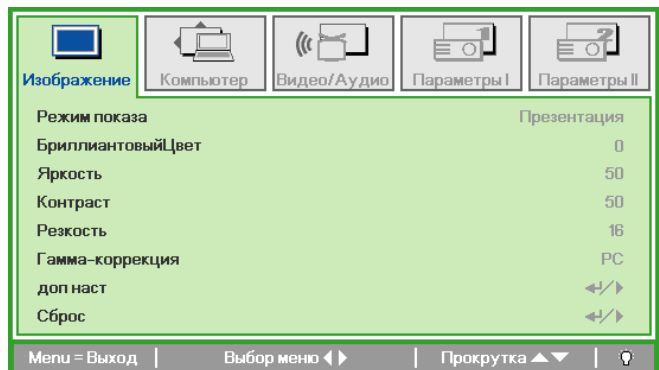 Изображение Компьютер Видео/Аудио Параметры I Параметры II
Режим показа Презентация
БриллиантовыйЦвет 0
Яркость 50
Контраст 50
Резкость 16
Гамма-коррекция PC
доп наст
Сброс
Menu = Выход Выбор меню Прокрутка